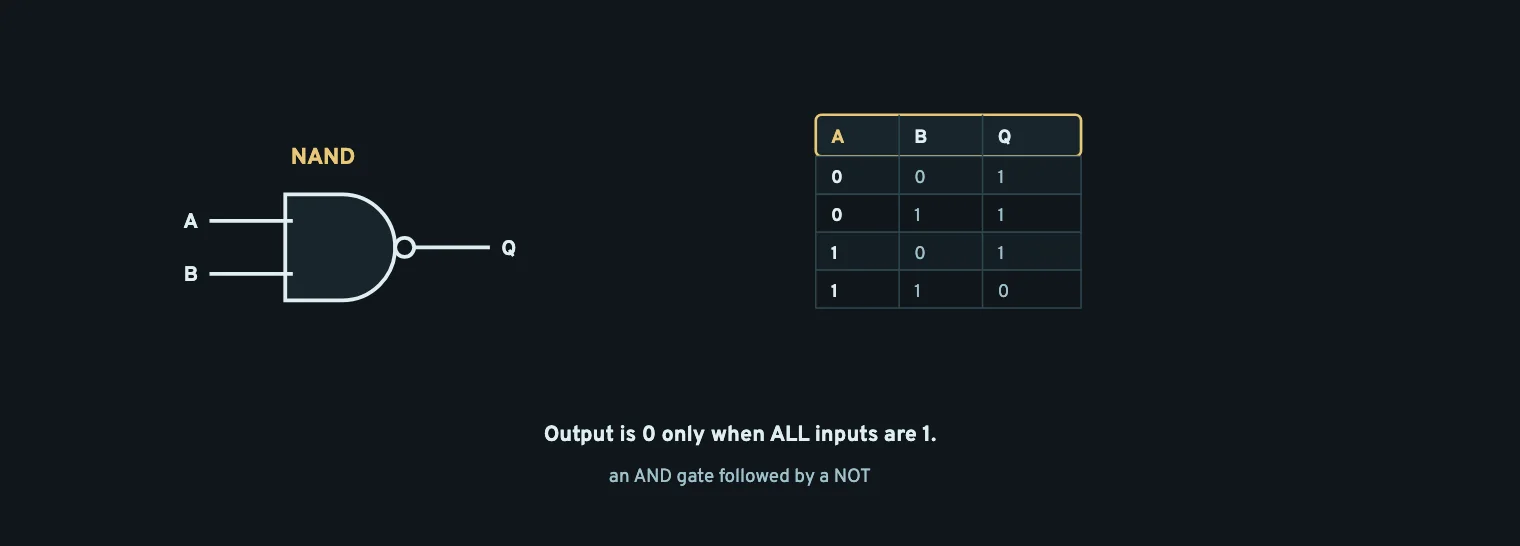 NAND
A
B
Q
A B Q
0 0 1
0 1 1
1 0 1
1 1 0
Output is 0 only when ALL inputs are 1.
an AND gate followed by a NOT